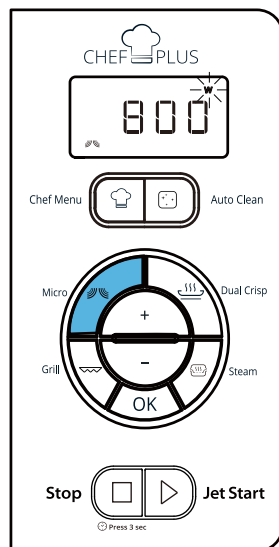 CHEF PLUS
W
800
Chef Menu Auto Clean
Micro Dual Crisp
+
Grill - Steam
OK
Stop Jet Start
Press 3 sec